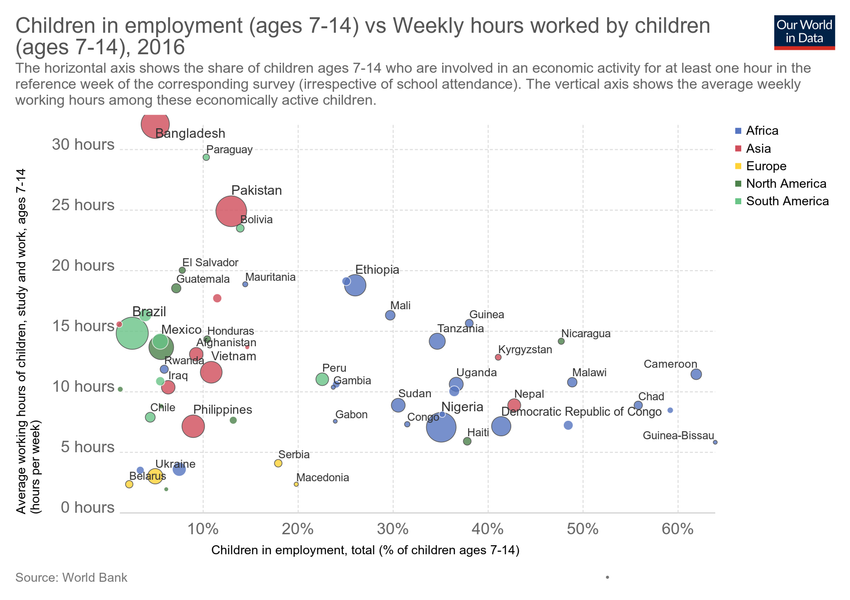 Children in employment (ages 7-14) vs Weekly hours worked by children
(ages 7-14), 2016
Our World
in Data
The horizontal axis shows the share of children ages 7-14 who are involved in an economic activity for at least one hour in the
reference week of the corresponding survey (irrespective of school attendance). The vertical axis shows the average weekly
working hours among these economically active children.
Average working hours of children, study and work, ages 7-14
(hours per week)
30 hours
25 hours
20 hours
15 hours
10 hours
5 hours
0 hours
Bangladesh
Paraguay
Pakistan
Bolivia
El Salvador
Guatemala
Mauritania
Ethiopia
Brazil
Mexico
Honduras
Afghanistan
Rwanda
Vietnam
Iraq
Mali
Guinea
Tanzania
Nicaragua
Kyrgyzstan
Cameroon
Peru
Gambia
Uganda
Malawi
Chile
Philippines
Gabon
Sudan
Congo
Nigeria
Nepal
Chad
Democratic Republic of Congo
Haiti
Guinea-Bissau
Ukraine
Belarus
Serbia
Macedonia
10%
20%
30%
40%
50%
60%
Children in employment, total (% of children ages 7-14)
Africa
Asia
Europe
North America
South America
Source: World Bank